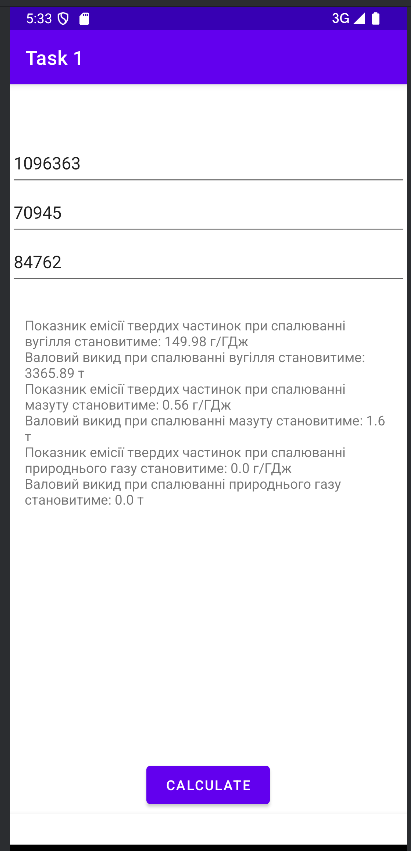 5:33
3G
Task 1
1096363
70945
84762
Показник емісії твердих частинок при спалюванні
вугілля становитиме: 149.98 г/ГДж
Валовий викид при спалюванні вугілля становитиме:
3365.89 т
Показник емісії твердих частинок при спалюванні
мазуту становитиме: 0.56 г/ГДж
Валовий викид при спалюванні мазуту становитиме: 1.6
т
Показник емісії твердих частинок при спалюванні
природнього газу становитиме: 0.0 г/ГДж
Валовий викид при спалюванні природнього газу
становитиме: 0.0 т
CALCULATE